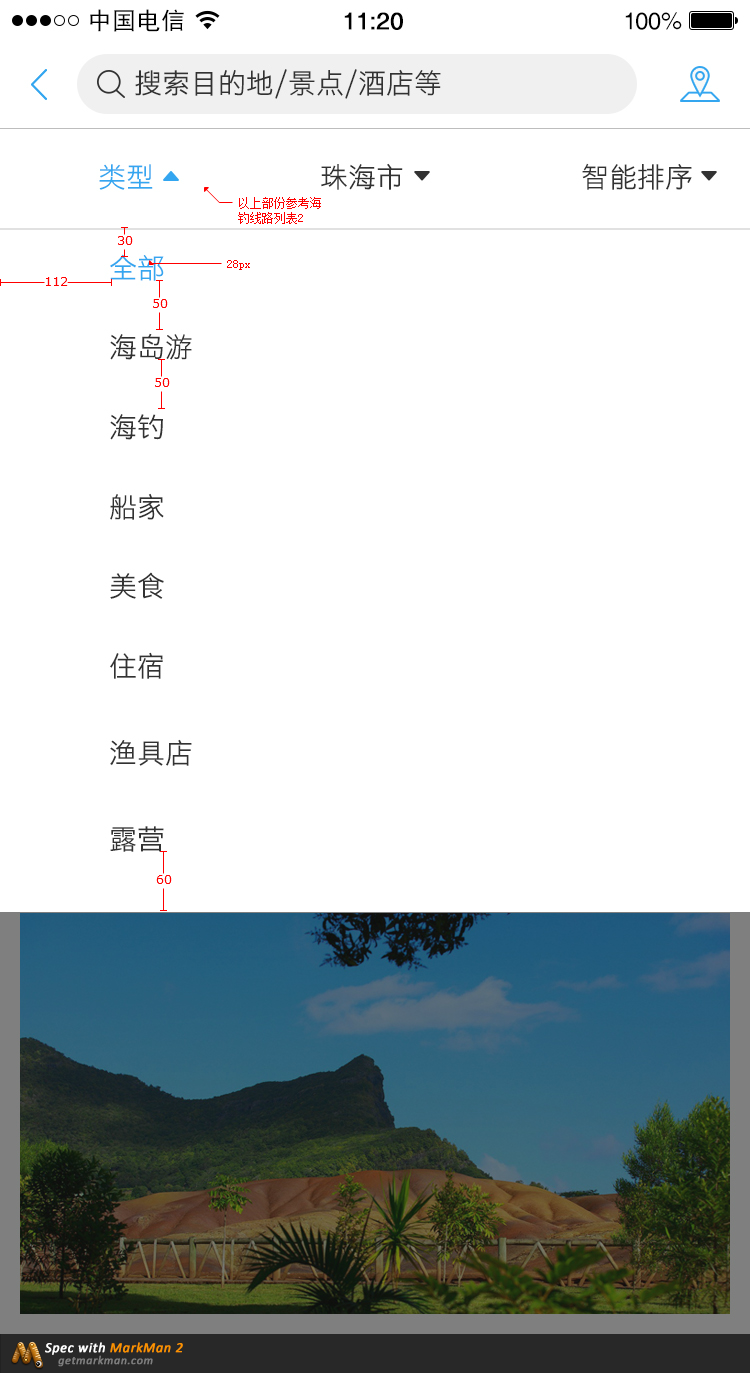 中国电信 11:20 100%
搜索目的地/景点/酒店等
类型 珠海市 智能排序
以上部份参考海
钓线路列表2
30
全部 28px
112
50
海岛游
50
海钓
船家
美食
住宿
渔具店
露营
60
Spec with MarkMan 2
getmarkman.com